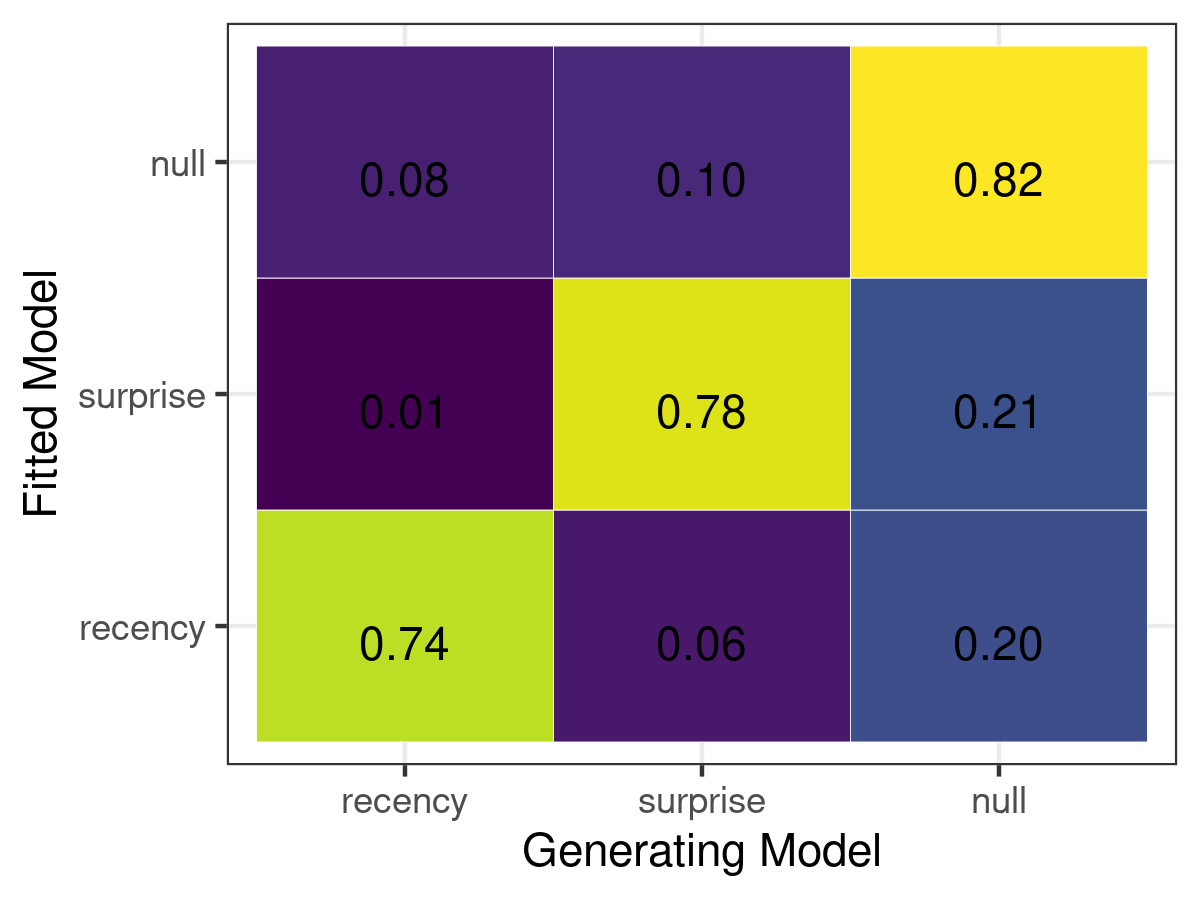 Fitted Model
null
0.08 0.10 0.82
surprise
0.01 0.78 0.21
recency
0.74 0.06 0.20
recency surprise null
Generating Model